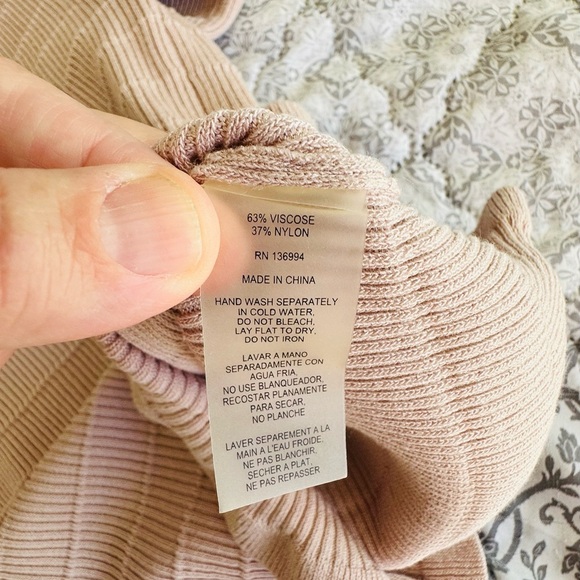 63% VISCOSE
37% NYLON
RN 136994
MADE IN CHINA
HAND WASH SEPARATELY
IN COLD WATER,
DO NOT BLEACH,
LAY FLAT TO DRY,
DO NOT IRON
LAVAR A MANO
SEPARADAMENTE CON
AGUA FRIA,
NO USE BLANQUEADOR,
RECOSTAR PLANAMENTE
PARA SECAR,
NO PLANCHE
LAVER SEPAREMENT A LA
MAIN A L'EAU FROIDE,
NE PAS BLANCHIR,
SECHER A PLAT,
NE PAS REPASSER